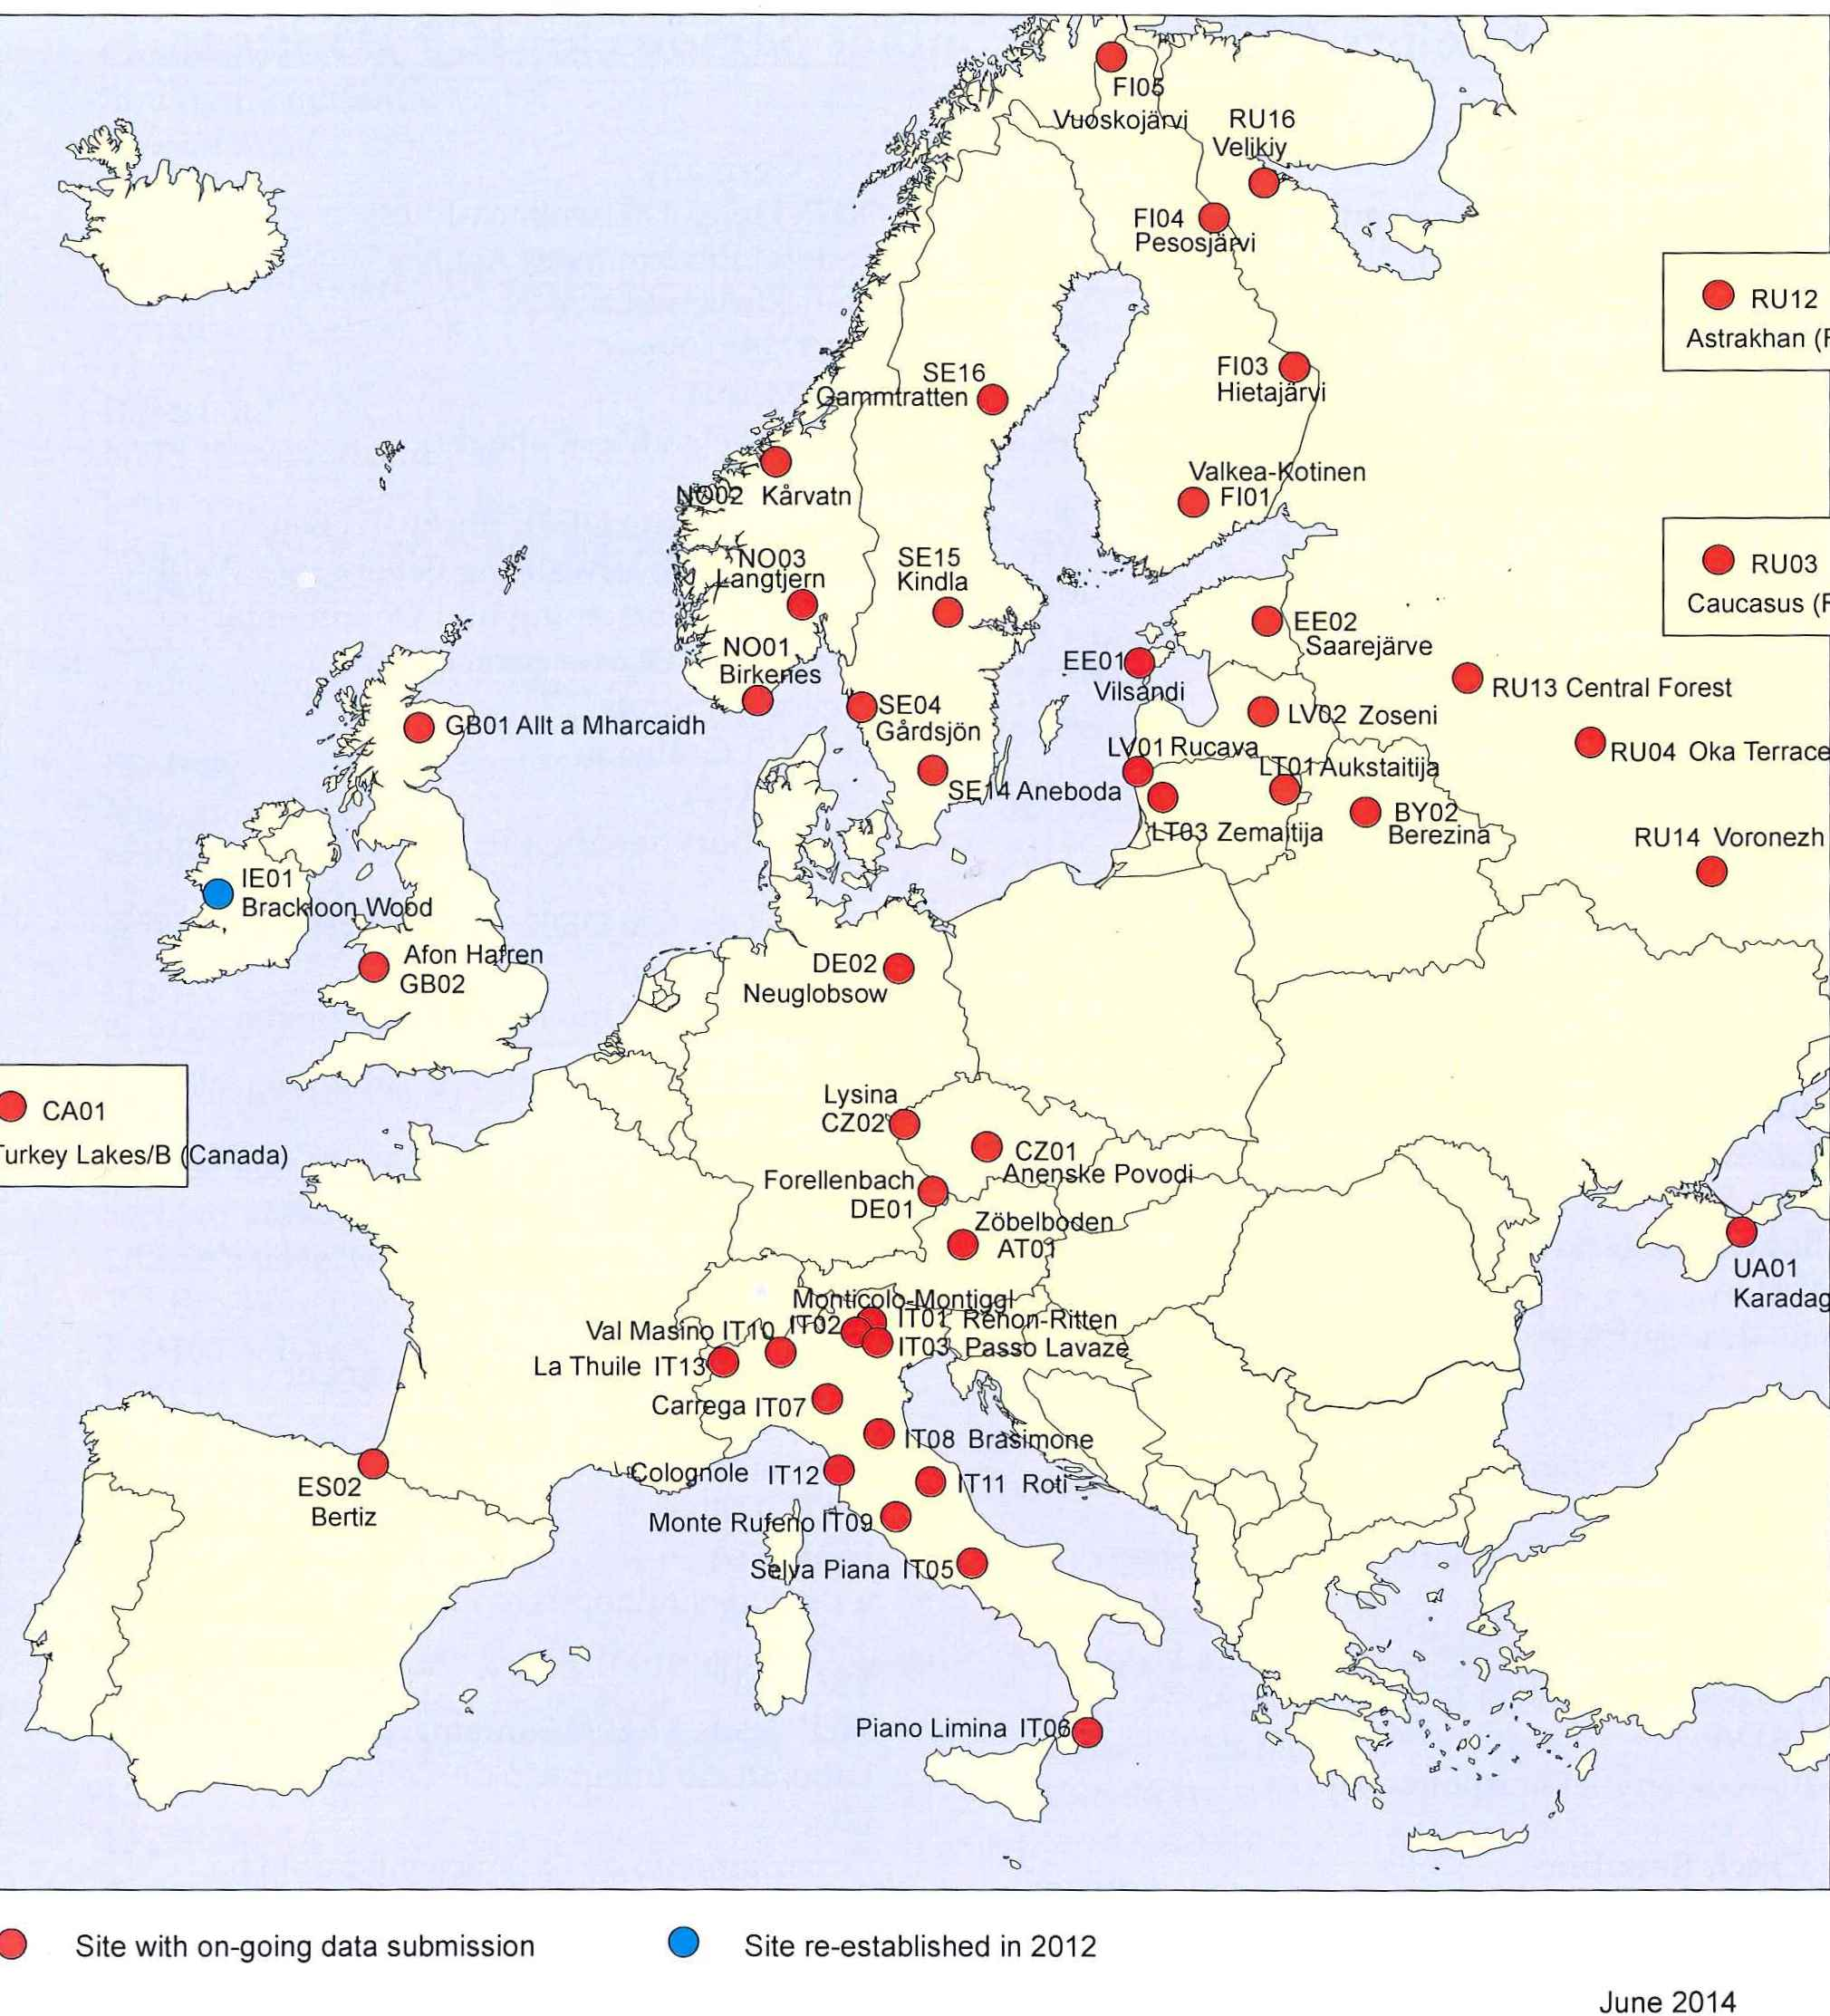 FI05
Vuoskojärvi
RU16
Velikiy
FI04
Pesosjärvi
RU12
Astrakhan (
FI03
Hietajärvi
SE16
Gammtratten
Valkea-Kotinen
FI01
NO02 Kårvatn
NO03
Langtjern
SE15
Kindla
RU03
Caucasus (
EE02
Saarejärve
NO01
Birkenes
EE01
Vilsandi
RU13 Central Forest
SE04
Gårdsjön
GB01 Allt a Mharcaidh
LV02 Zoseni
LV01 Rucava
RU04 Oka Terrace
LT01 Aukstaitija
SE14 Aneboda
BY02
Berezina
LT03 Zemaitija
RU14 Voronezh
IE01
Brackloon Wood
Afon Hafren
GB02
DE02
Neuglobsow
CA01
Turkey Lakes/B (Canada)
Lysina
CZ02
CZ01
Anenske Povodi
Forellenbach
DE01
Zöbelboden
AT01
UA01
Karadag
Monticolo-Montiggl
IT02
IT01 Renon-Ritten
Val Masino IT10
IT03 Passo Lavaze
La Thuile IT13
Carrega IT07
IT08 Brasimone
ES02
Bertiz
Colognole IT12
IT11 Roti
Monte Rufeno IT09
Selva Piana IT05
Piano Limina IT06
Site with on-going data submission
Site re-established in 2012
June 2014